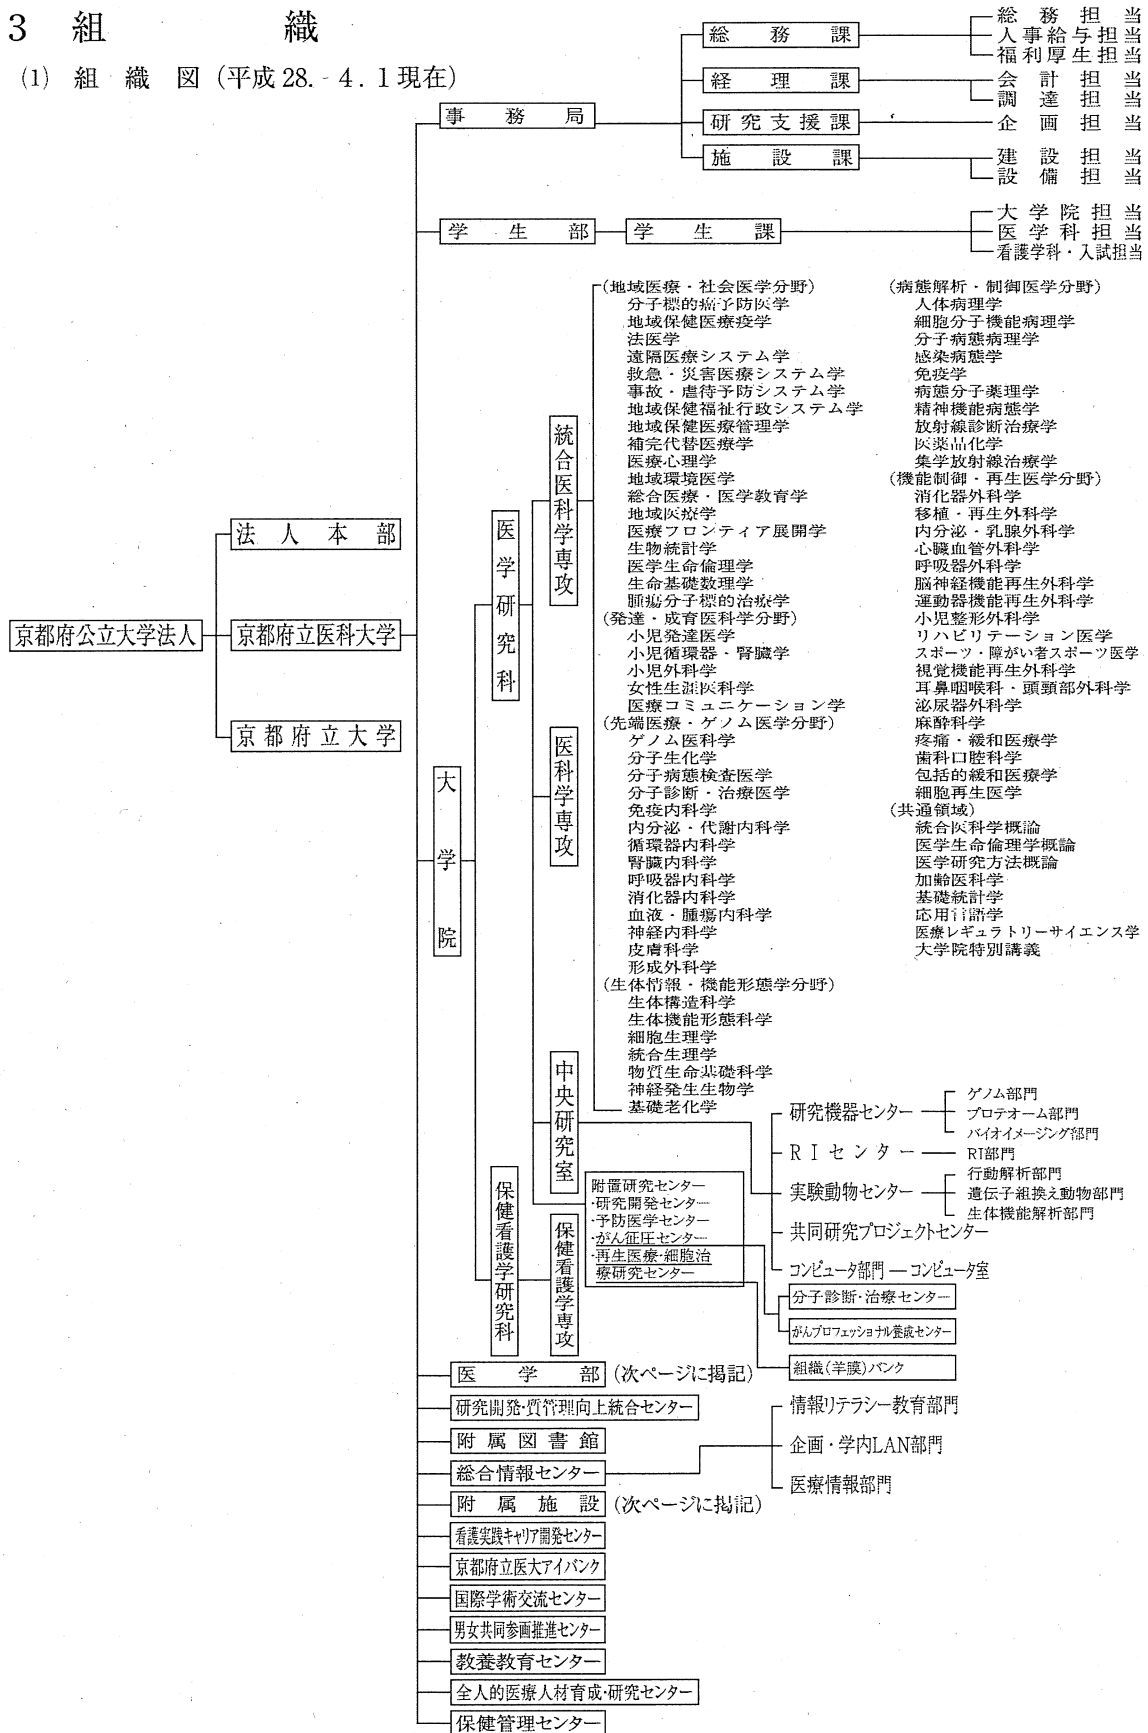 3 組織
(1) 組織図 (平成28. 4. 1現在)
京都府公立大学法人
法人本部
京都府立医科大学
京都府立大学
事務局
総務課
総務担当
人事給与担当
福利厚生担当
経理課
会計担当
調達担当
研究支援課
企画担当
施設課
建設担当
設備担当
学生部
学生課
大学院担当
医学科担当
看護学科・入試担当
大学院
医学研究科
統合医科学専攻
(地域医療・社会医学分野)
分子標的癌予防医学
地域保健医療疫学
法医学
遠隔医療システム学
救急・災害医療システム学
事故・虐待予防システム学
地域保健福祉行政システム学
地域保健医療管理学
補完代替医療学
医療心理学
地域環境医学
総合医療・医学教育学
地域医療学
医療フロンティア展開学
生物統計学
医学生命倫理学
生命基礎数理学
腫瘍分子標的治療学
(発達・成育医科学分野)
小児発達医学
小児循環器・腎臓学
小児外科学
女性生涯医科学
医療コミュニケーション学
(先端医療・ゲノム医学分野)
ゲノム医科学
分子生化学
分子病態検査医学
分子診断・治療医学
免疫内科学
内分泌・代謝内科学
循環器内科学
腎臓内科学
呼吸器内科学
消化器内科学
血液・腫瘍内科学
神経内科学
皮膚科学
形成外科学
(生体情報・機能形態学分野)
生体構造科学
生体機能形態科学
細胞生理学
統合生理学
物質生命基礎科学
神経発生生物学
基礎老化学
(病態解析・制御医学分野)
人体病理学
細胞分子機能病理学
分子病態病理学
感染病態学
免疫学
病態分子薬理学
精神機能病態学
放射線診断治療学
医薬品化学
集学放射線治療学
(機能制御・再生医学分野)
消化器外科学
移植・再生外科学
内分泌・乳腺外科学
心臓血管外科学
呼吸器外科学
脳神経機能再生外科学
運動器機能再生外科学
小児整形外科学
リハビリテーション医学
スポーツ・障がい者スポーツ医学
視覚機能再生外科学
耳鼻咽喉科・頭頸部外科学
泌尿器外科学
麻酔科学
疼痛・緩和医療学
歯科口腔科学
包括的緩和医療学
細胞再生医学
(共通領域)
統合医科学概論
医学生命倫理学概論
医学研究方法概論
加齢医科学
基礎統計学
応用言語学
医療レギュラトリーサイエンス学
大学院特別講義
医科学専攻
中央研究室
研究機器センター
ゲノム部門
プロテオーム部門
バイオイメージング部門
RIセンター
RI部門
実験動物センター
行動解析部門
遺伝子組換え動物部門
生体機能解析部門
共同研究プロジェクトセンター
コンピュータ部門
コンピュータ室
附置研究センター
・研究開発センター
・予防医学センター
・がん征圧センター
・再生医療・細胞治
療研究センター
分子診断・治療センター
がんプロフェッショナル養成センター
組織(羊膜)バンク
保健看護学研究科
保健看護学専攻
医学部 (次ページに掲記)
研究開発・質管理向上統合センター
附属図書館
総合情報センター
情報リテラシー教育部門
企画・学内LAN部門
医療情報部門
附属施設 (次ページに掲記)
看護実践キャリア開発センター
京都府立医大アイバンク
国際学術交流センター
男女共同参画推進センター
教養教育センター
全人的医療人材育成・研究センター
保健管理センター